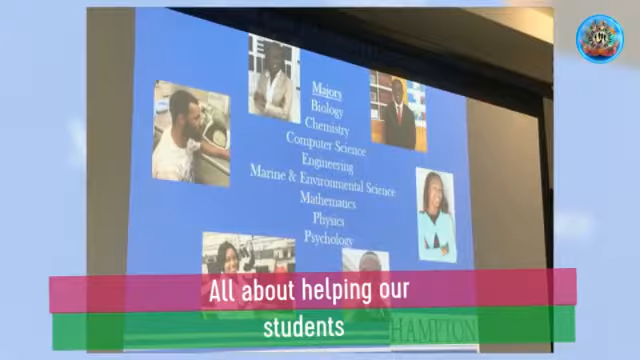 Majors
Biology
Chemistry
Computer Science
Engineering
Marine & Environmental Science
Mathematics
Physics
Psychology
All about helping our
students
HAMPTON